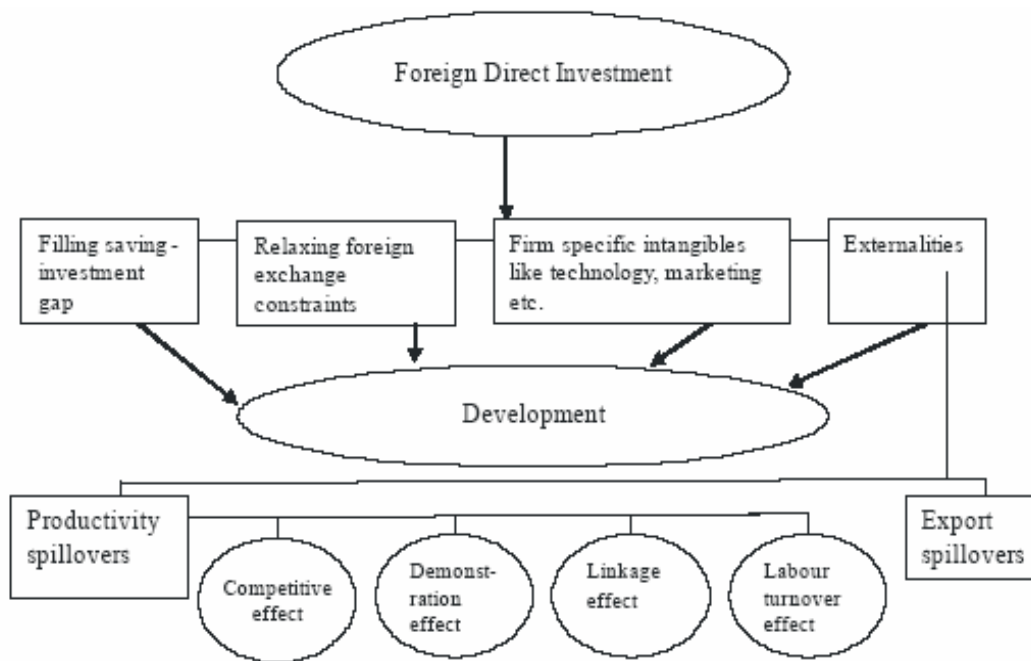 Foreign Direct Investment
Filling saving -
investment
gap
Relaxing foreign
exchange
constraints
Firm specific intangibles
like technology, marketing
etc.
Externalities
Development
Productivity
spillovers
Export
spillovers
Competitive
effect
Demonst-
ration
effect
Linkage
effect
Labour
turnover
effect